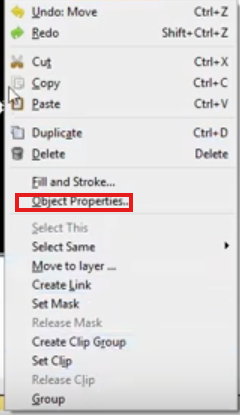 Undo: Move Ctrl+Z
Redo Shift+Ctrl+Z
Cut Ctrl+X
Copy Ctrl+C
Paste Ctrl+V
Duplicate Ctrl+D
Delete Delete
Fill and Stroke...
Object Properties...
Select This
Select Same
Move to layer ...
Create Link
Set Mask
Release Mask
Create Clip Group
Set Clip
Release Clip
Group